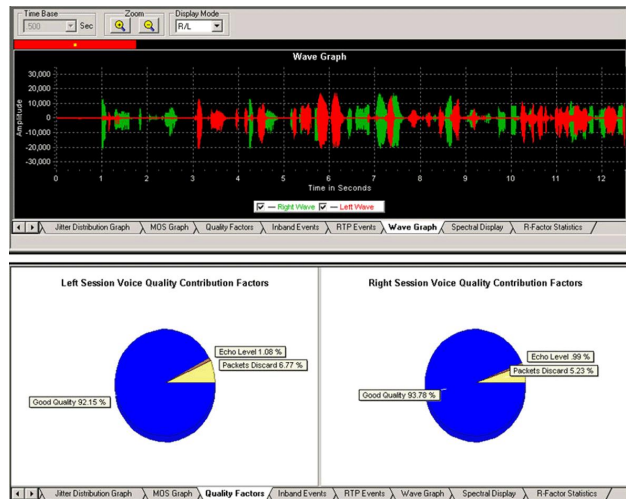 Time Base
500 Sec
Zoom
Display Mode
R/L
Wave Graph
Amplitude
30,000
20,000
10,000
0
-10,000
-20,000
-30,000
0 1 2 3 4 5 6 7 8 9 10 11 12
Time in Seconds
Right Wave Left Wave
Jitter Distribution Graph MOS Graph Quality Factors Inband Events RTP Events Wave Graph Spectral Display R-Factor Statistics
Left Session Voice Quality Contribution Factors
Echo Level 1.08 %
Packets Discard 6.77 %
Good Quality 92.15 %
Right Session Voice Quality Contribution Factors
Echo Level .99 %
Packets Discard 5.23 %
Good Quality 93.78 %
Jitter Distribution Graph MOS Graph Quality Factors Inband Events RTP Events Wave Graph Spectral Display R-Factor Statistics